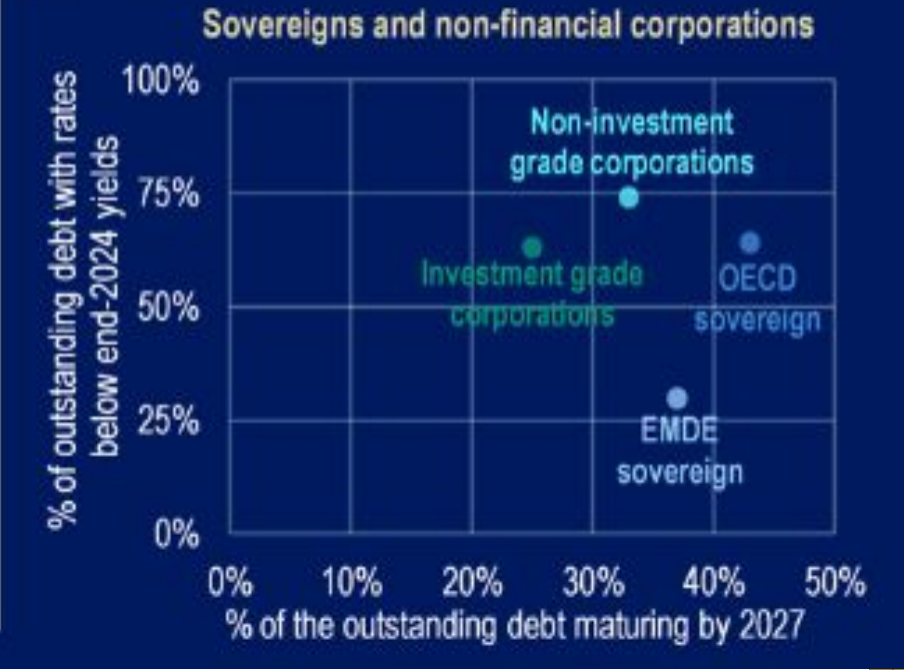 Sovereigns and non-financial corporations
% of outstanding debt with rates
below end-2024 yields
100%
75%
50%
25%
0%
Non-investment
grade corporations
Investment grade
corporations
OECD
sovereign
EMDE
sovereign
0% 10% 20% 30% 40% 50%
% of the outstanding debt maturing by 2027